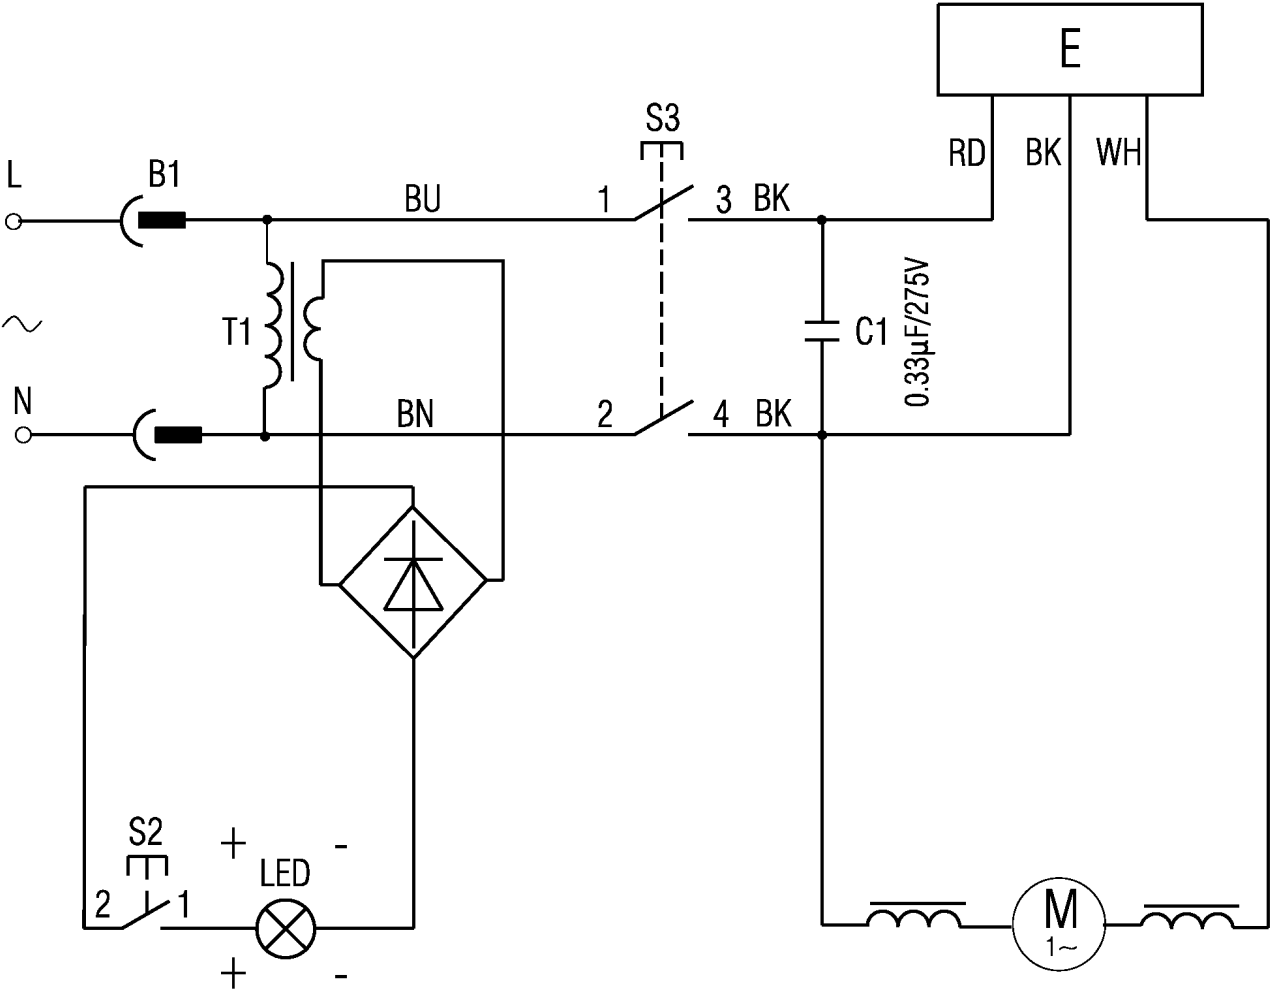 E
S3
RD BK WH
L B1
BU 1 3 BK
T1 C1 0.33µF/275V
~
N
BN 2 4 BK
S2 + -
LED
2 1
M
1~
+ -